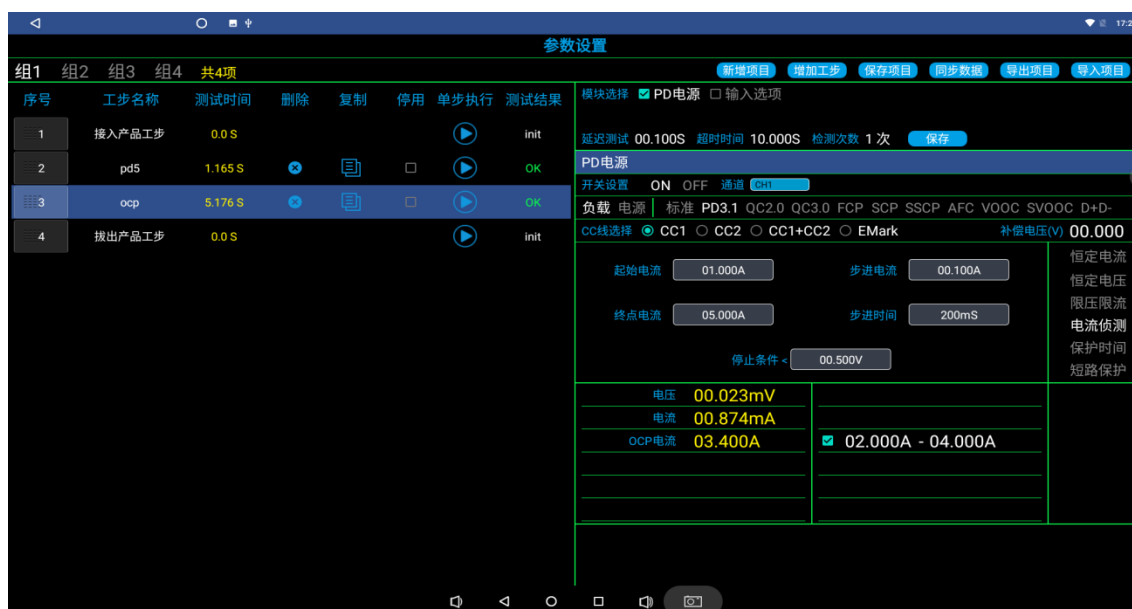 17:2
参数设置
组1 组2 组3 组4 共4项 新增项目 增加工步 保存项目 同步数据 导出项目 导入项目
序号 工步名称 测试时间 删除 复制 停用 单步执行 测试结果
1 接入产品工步 0.0 S init
2 pd5 1.165 S OK
3 ocp 5.176 S OK
4 拔出产品工步 0.0 S init
模块选择 PD电源 输入选项
延迟测试 00.100S 超时时间 10.000S 检测次数 1 次 保存
PD电源
开关设置 ON OFF 通道 CH1
负载 电源 标准 PD3.1 QC2.0 QC3.0 FCP SCP SSCP AFC VOOC SVOOC D+D-
CC线选择 CC1 CC2 CC1+CC2 EMark 补偿电压(V) 00.000
起始电流 01.000A 步进电流 00.100A
终点电流 05.000A 步进时间 200mS
停止条件 < 00.500V
恒定电流
恒定电压
限压限流
电流侦测
保护时间
短路保护
电压 00.023mV
电流 00.874mA
OCP电流 03.400A 02.000A - 04.000A